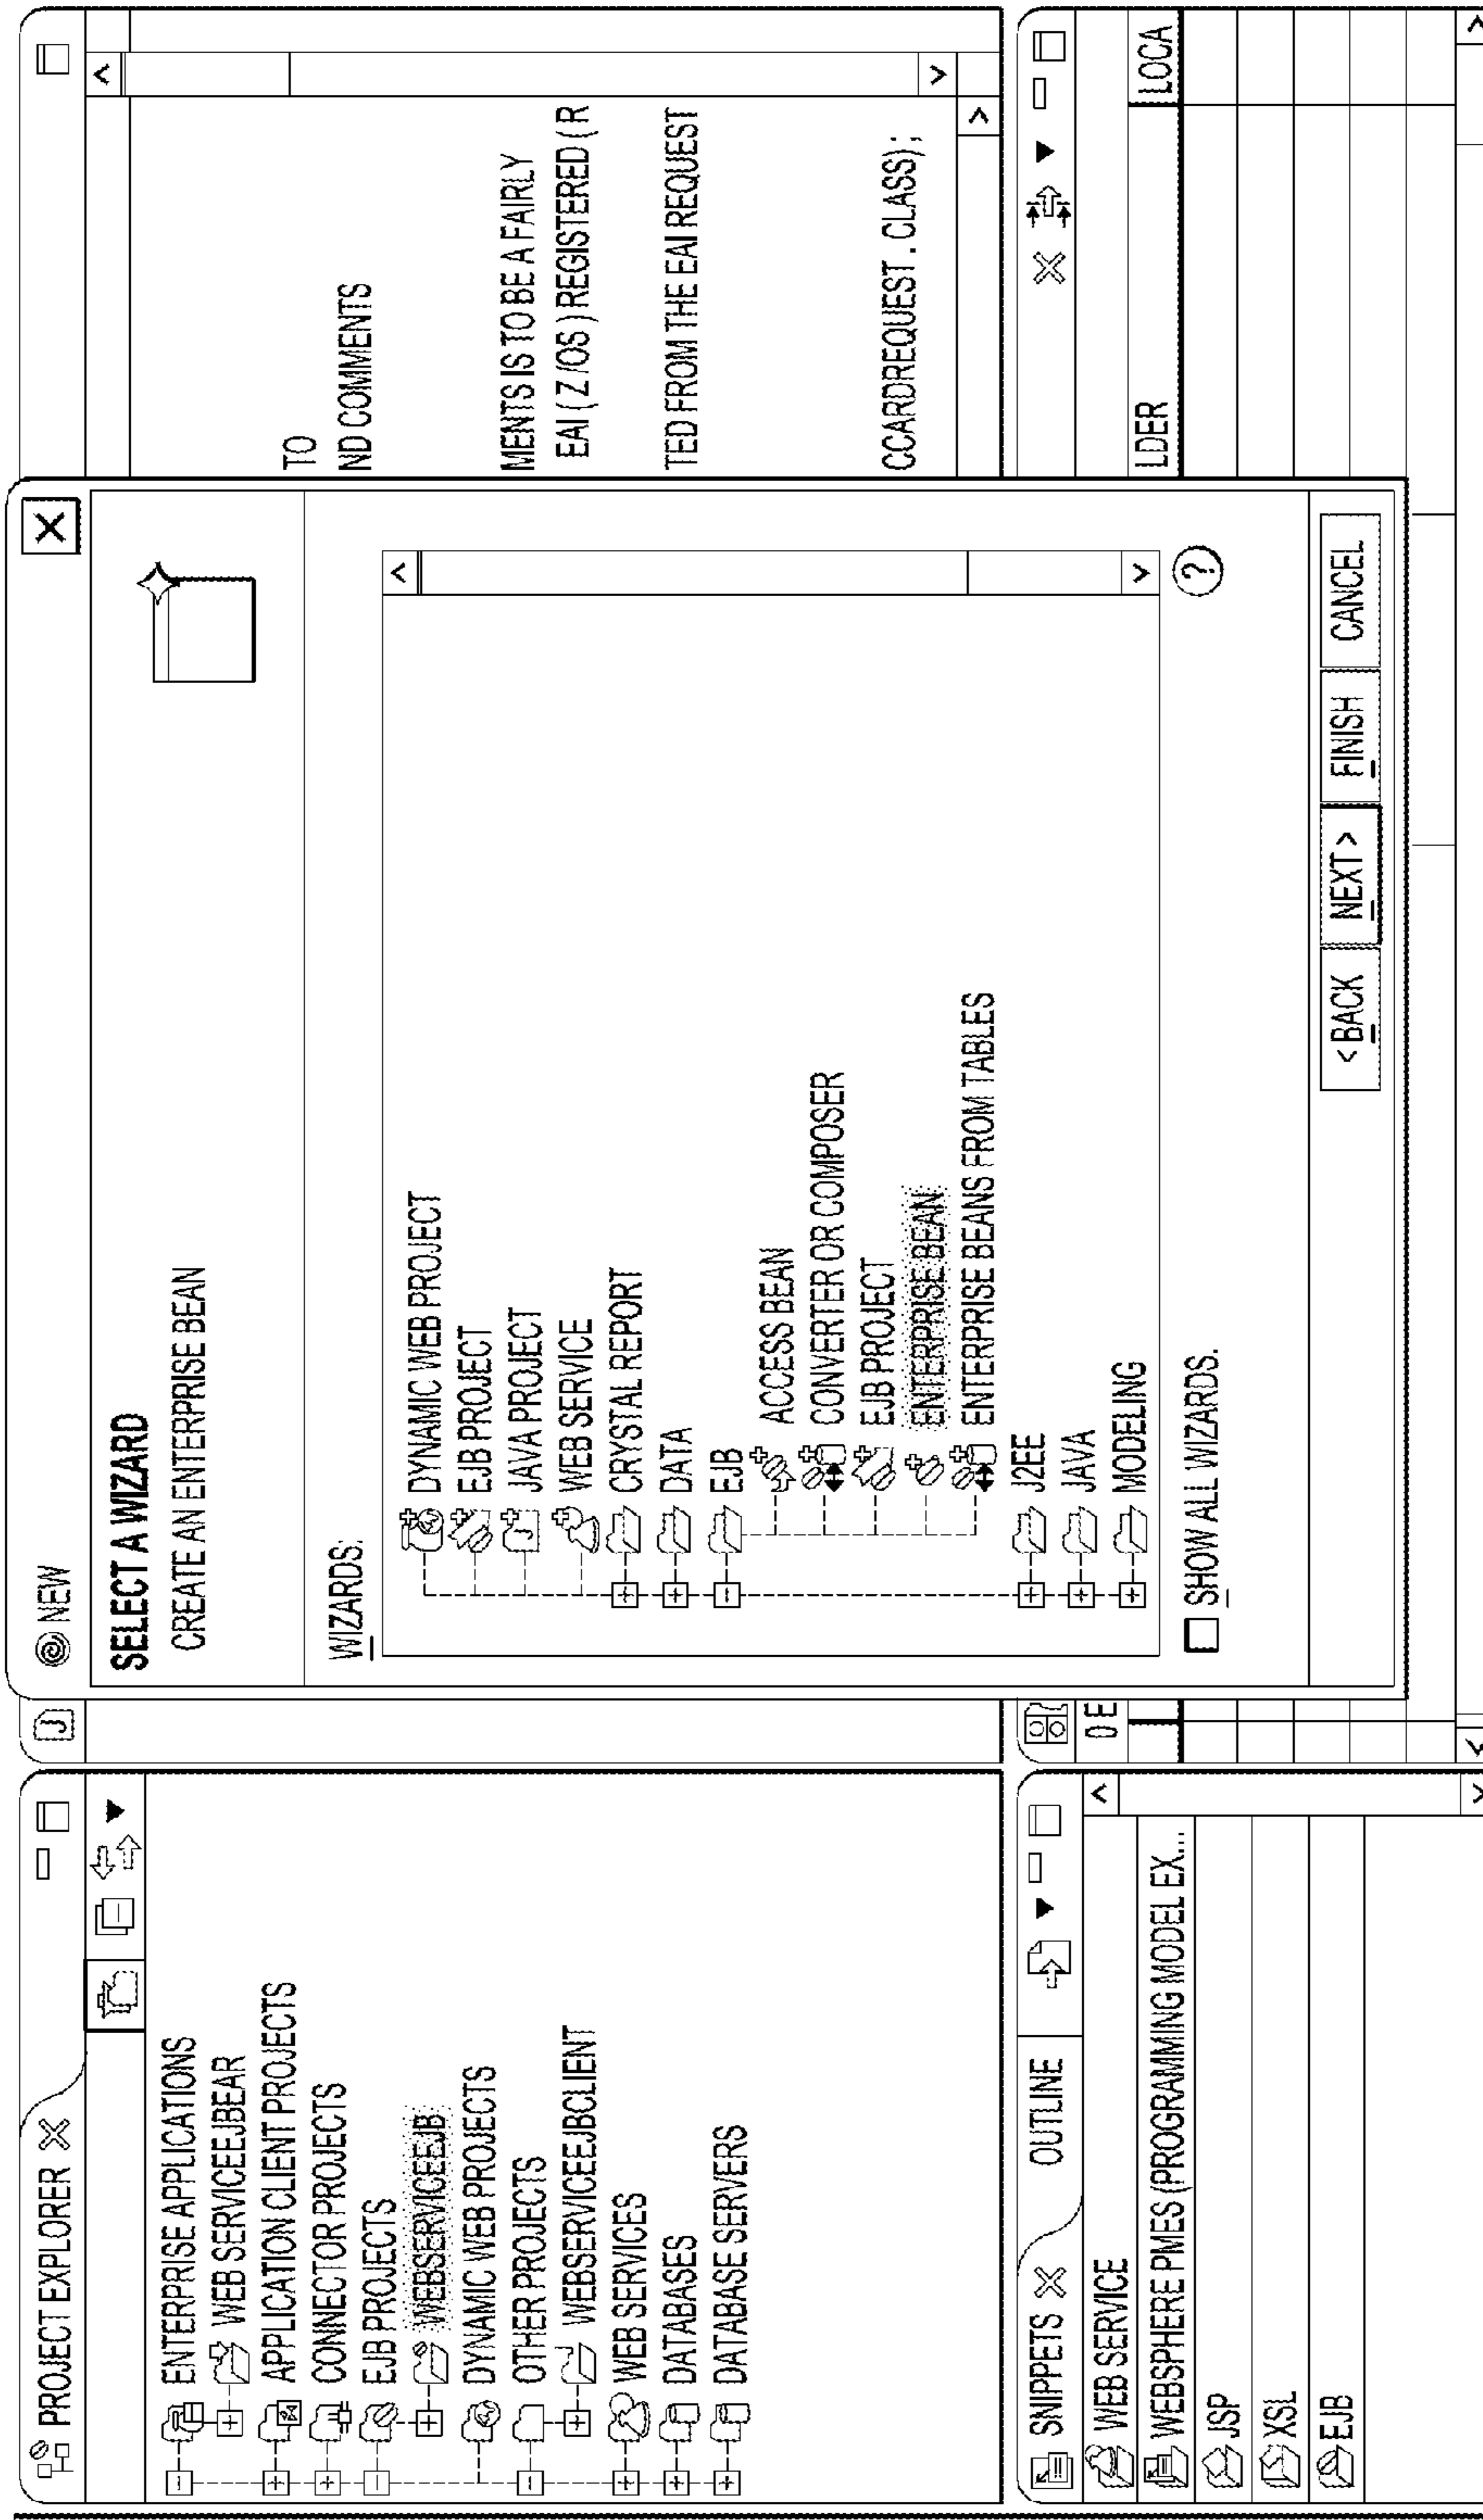 PROJECT EXPLORER
ENTERPRISE APPLICATIONS
WEB SERVICEEJBEAR
APPLICATION CLIENT PROJECTS
CONNECTOR PROJECTS
EJB PROJECTS
WEBSERVICEEJB
DYNAMIC WEB PROJECTS
OTHER PROJECTS
WEBSERVICEEJBCLIENT
WEB SERVICES
DATABASES
DATABASE SERVERS
SNIPPETS
OUTLINE
WEB SERVICE
WEBSPHERE PMES (PROGRAMMING MODEL EX...
JSP
XSL
EJB
J
NEW
SELECT A WIZARD
CREATE AN ENTERPRISE BEAN
WIZARDS:
DYNAMIC WEB PROJECT
EJB PROJECT
JAVA PROJECT
WEB SERVICE
CRYSTAL REPORT
DATA
EJB
ACCESS BEAN
CONVERTER OR COMPOSER
EJB PROJECT
ENTERPRISE BEAN
ENTERPRISE BEANS FROM TABLES
J2EE
JAVA
MODELING
SHOW ALL WIZARDS.
?
< BACK
NEXT >
FINISH
CANCEL
TO
ND COMMENTS
MENTS IS TO BE A FAIRLY
EAI ( Z /OS ) REGISTERED ( R
TED FROM THE EAI REQUEST
CCARDREQUEST . CLASS) ;
0 E
LDER
LOCA